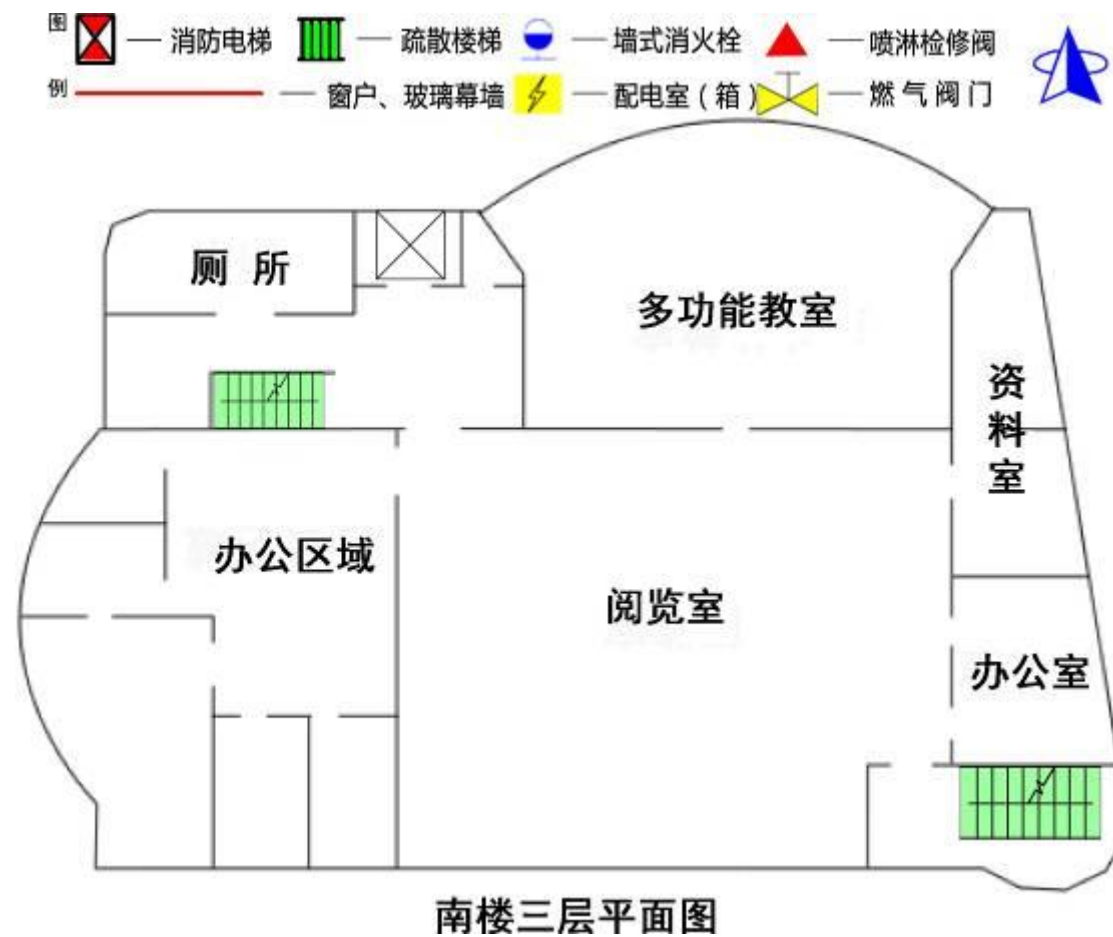 图 — 消防电梯 — 疏散楼梯 — 墙式消火栓 — 喷淋检修阀
例 — 窗户、玻璃幕墙 — 配电室（箱） — 燃气阀门
厕所
多功能教室
资料室
办公区域
阅览室
办公室
南楼三层平面图